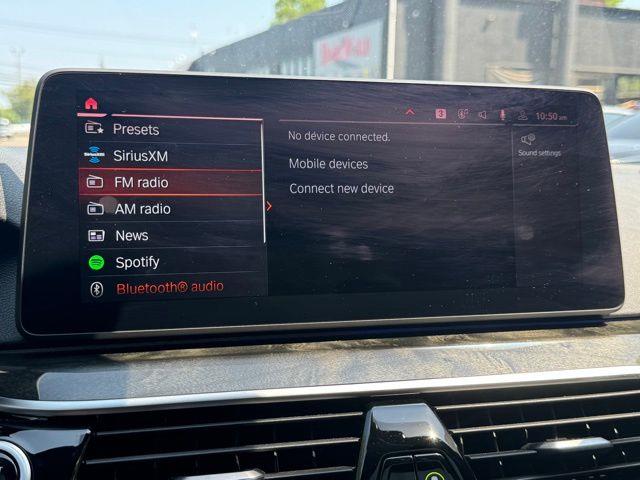 10:50 AM
Presets
SiriusXM
FM radio
AM radio
News
Spotify
Bluetooth® audio
No device connected.
Mobile devices
Connect new device
Sound settings